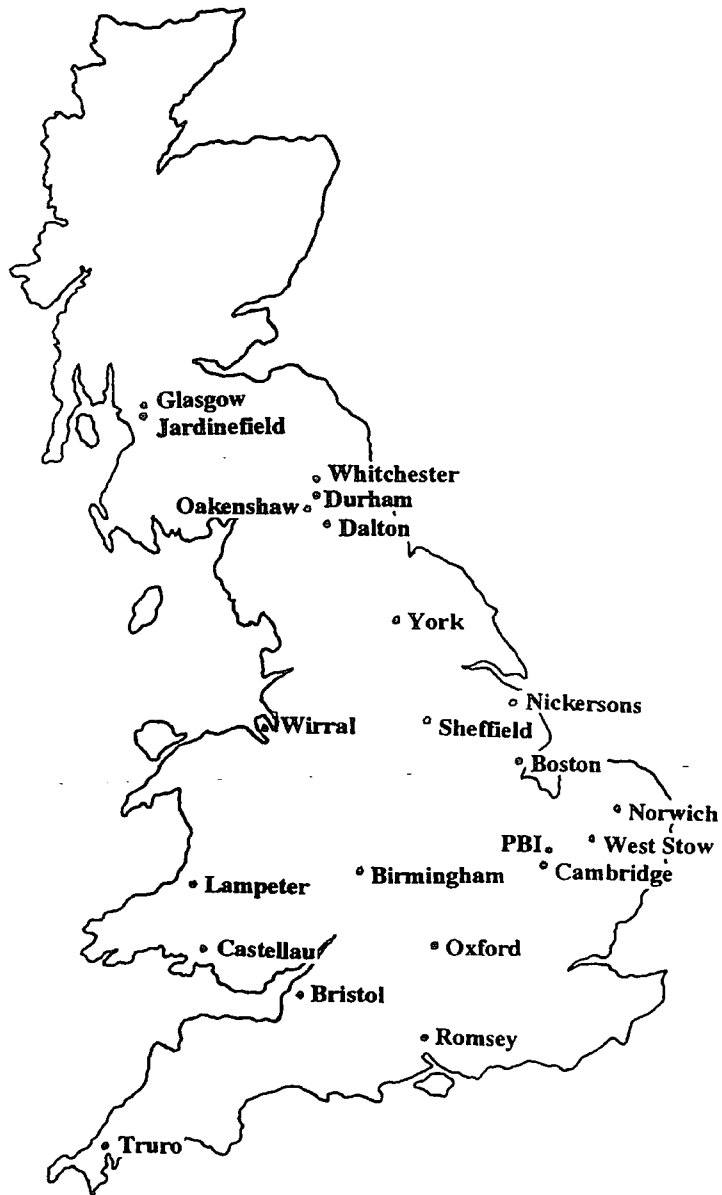 Glasgow
Jardinefield
Whitchester
Durham
Oakenshaw
Dalton
York
Nickersons
Wirral
Sheffield
Boston
Norwich
PBI
West Stow
Cambridge
Lampeter
Birmingham
Castellau
Oxford
Bristol
Romsey
Truro